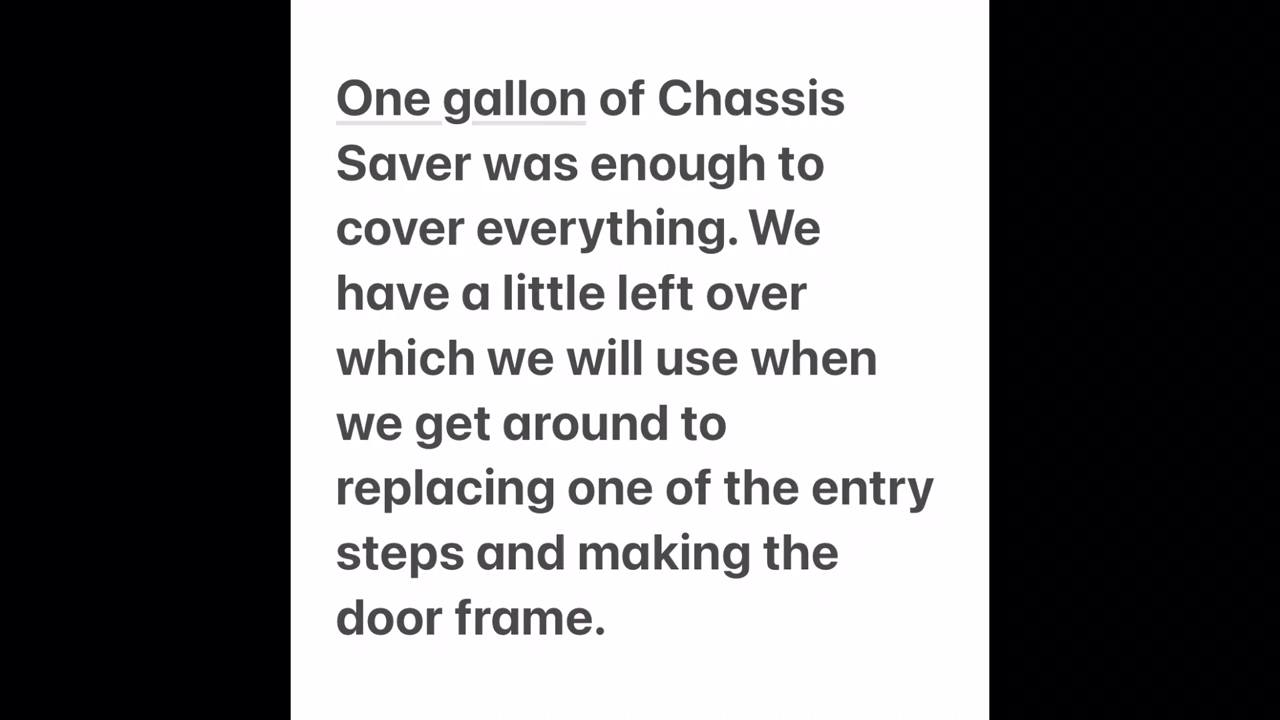 One gallon of Chassis
Saver was enough to
cover everything. We
have a little left over
which we will use when
we get around to
replacing one of the entry
steps and making the
door frame.